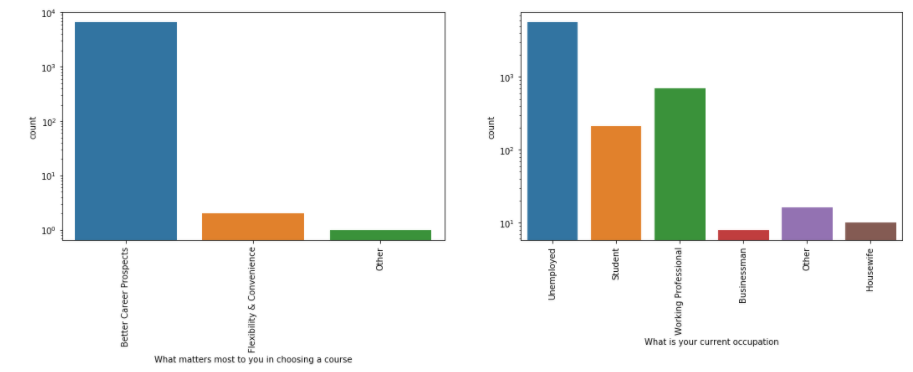 10⁴
10³
10²
10¹
10⁰
count
Better Career Prospects
Flexibility & Convenience
Other
What matters most to you in choosing a course
10³
10²
10¹
count
Unemployed
Student
Working Professional
Businessman
Other
Housewife
What is your current occupation